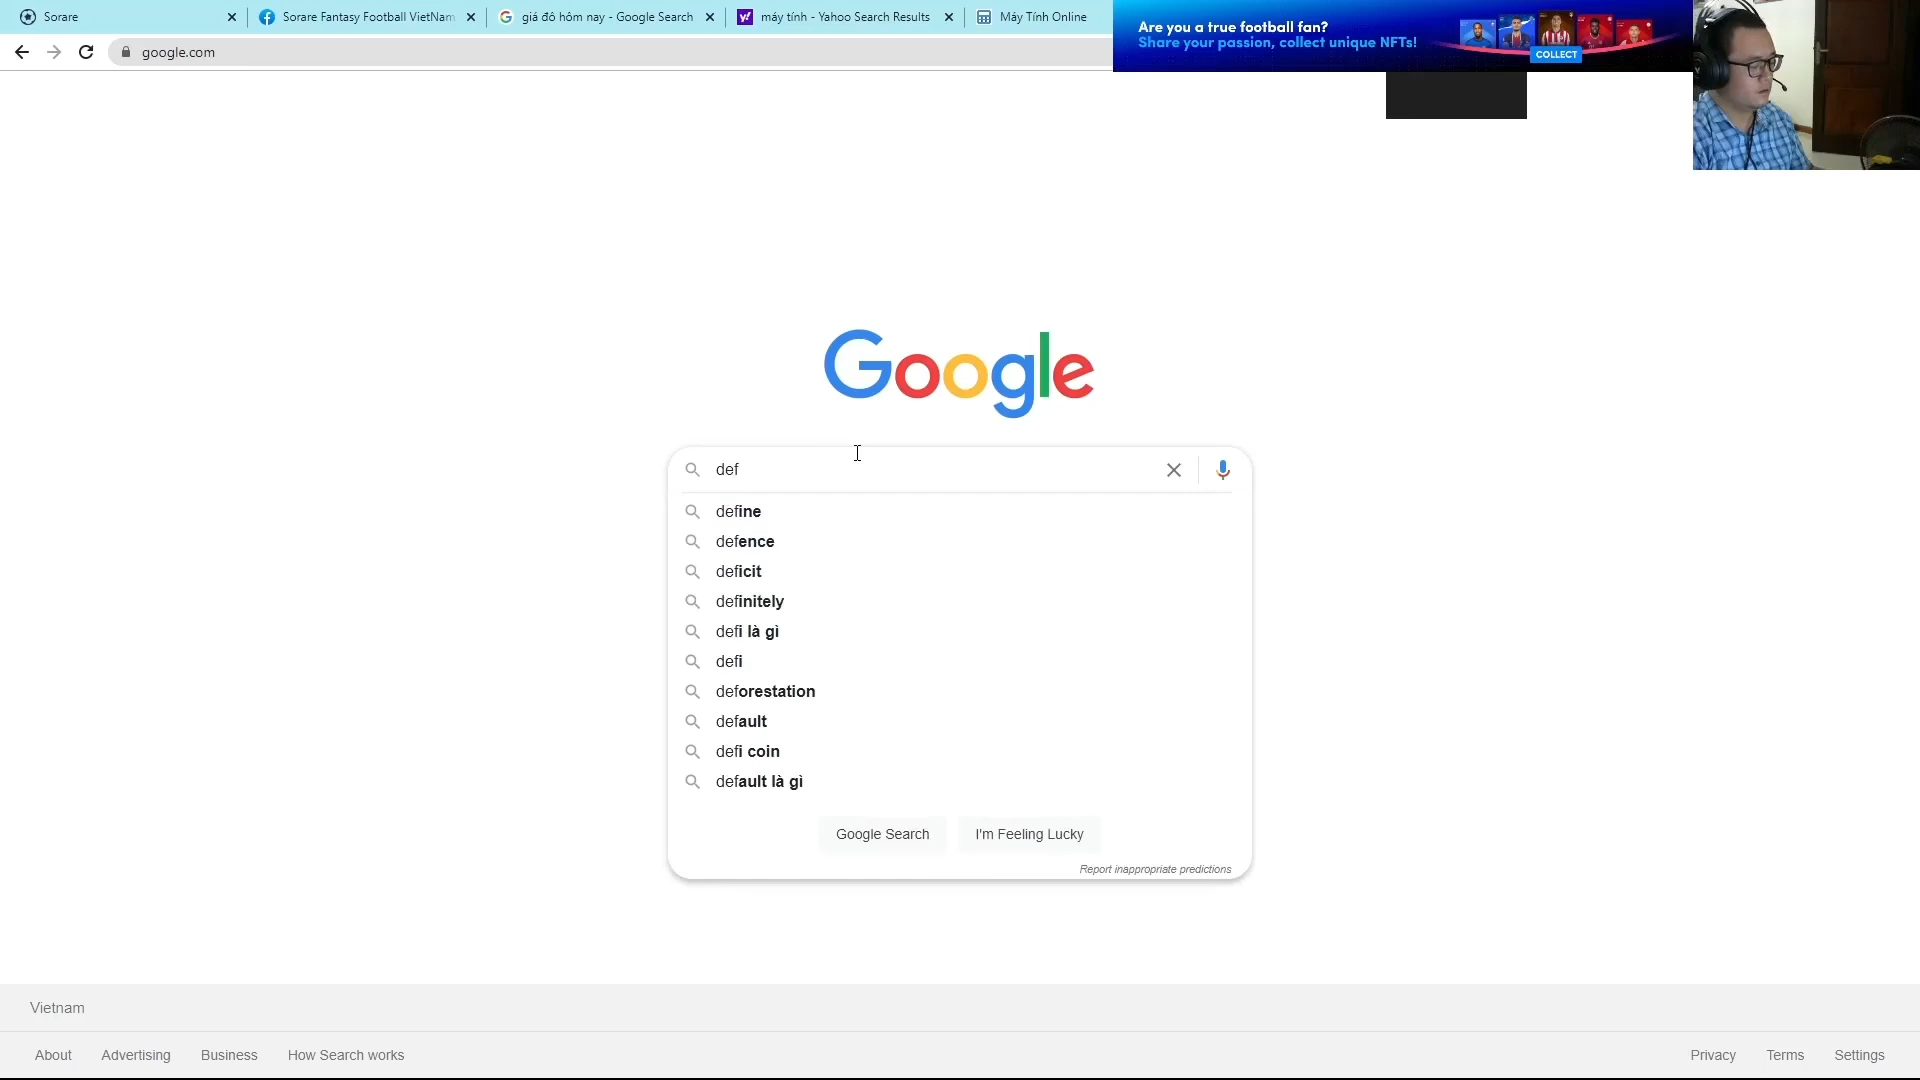 Sorare
Sorare Fantasy Football VietNam
giá đô hôm nay - Google Search
máy tính - Yahoo Search Results
Máy Tính Online
google.com
Are you a true football fan?
Share your passion, collect unique NFTs!
COLLECT
Google
def
define
defence
deficit
definitely
defi là gì
defi
deforestation
default
defi coin
default là gì
Google Search
I'm Feeling Lucky
Report inappropriate predictions
Vietnam
About
Advertising
Business
How Search works
Privacy
Terms
Settings